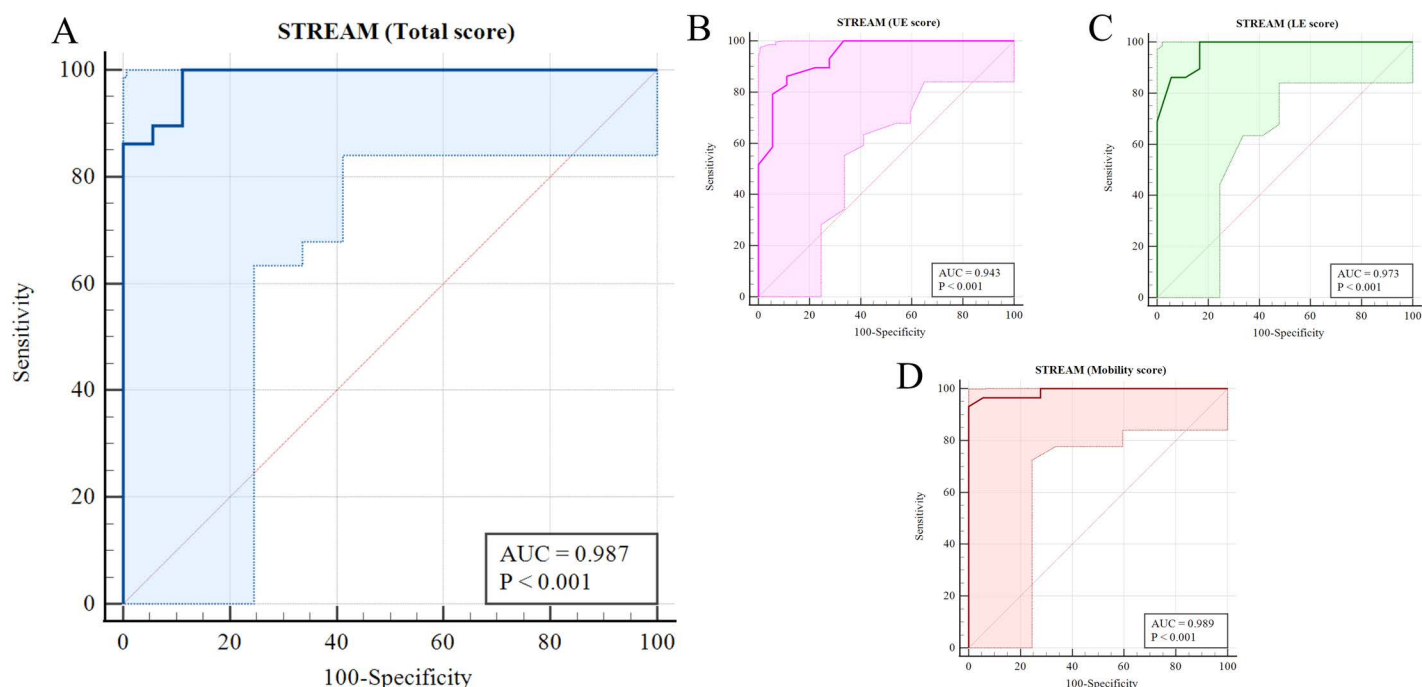 A
STREAM (Total score)
Sensitivity
100
80
60
40
20
0
AUC = 0.987
P < 0.001
0 20 40 60 80 100
100-Specificity
B
STREAM (UE score)
Sensitivity
100
80
60
40
20
0
AUC = 0.943
P < 0.001
0 20 40 60 80 100
100-Specificity
C
STREAM (LE score)
Sensitivity
100
80
60
40
20
0
AUC = 0.973
P < 0.001
0 20 40 60 80 100
100-Specificity
D
STREAM (Mobility score)
Sensitivity
100
80
60
40
20
0
AUC = 0.989
P < 0.001
0 20 40 60 80 100
100-Specificity